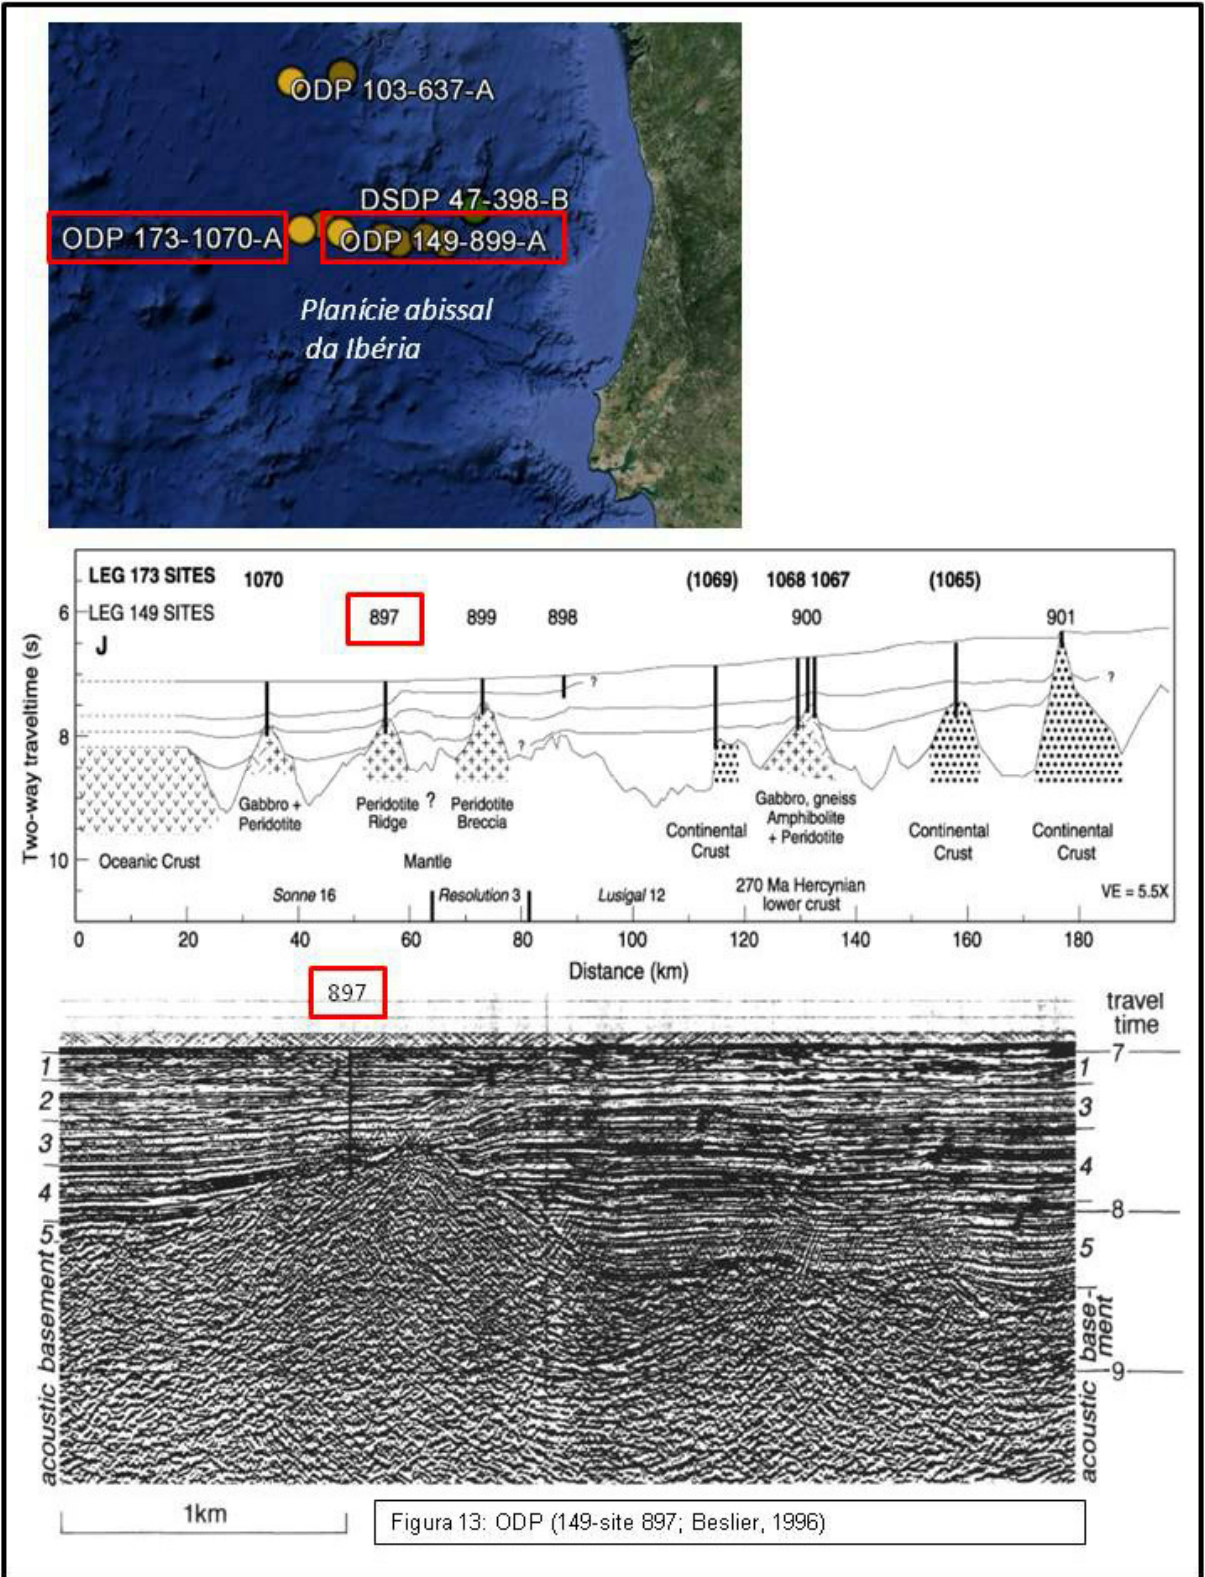 ODP 103-637-A
DSDP 47-398-B
ODP 173-1070-A
ODP 149-899-A
Planície abissal
da Ibéria
LEG 173 SITES 1070 (1069) 1068 1067 (1065)
LEG 149 SITES 897 899 898 900 901
J
6
8
10
Two-way traveltime (s)
?
?
?
?
Gabbro +
Peridotite
Peridotite
Ridge
Peridotite
Breccia
Continental
Crust
Gabbro, gneiss
Amphibolite
+ Peridotite
Continental
Crust
Continental
Crust
Oceanic Crust
Mantle
Sonne 16
Resolution 3
Lusigal 12
270 Ma Hercynian
lower crust
VE = 5.5X
0 20 40 60 80 100 120 140 160 180
Distance (km)
897
travel
time
1
2
3
4
5
acoustic basement
7
1
3
4
8
5
acoustic base-
ment
9
1km
Figura 13: ODP (149-site 897; Beslier, 1996)